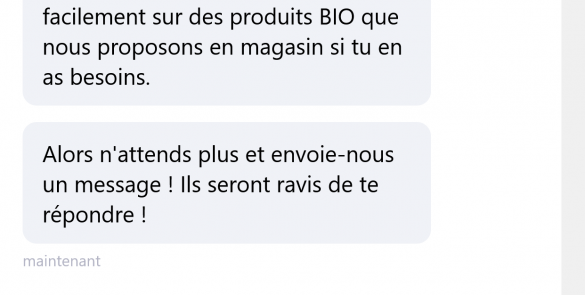 facilement sur des produits BIO que
nous proposons en magasin si tu en
as besoins.
Alors n'attends plus et envoie-nous
un message ! Ils seront ravis de te
répondre !
maintenant